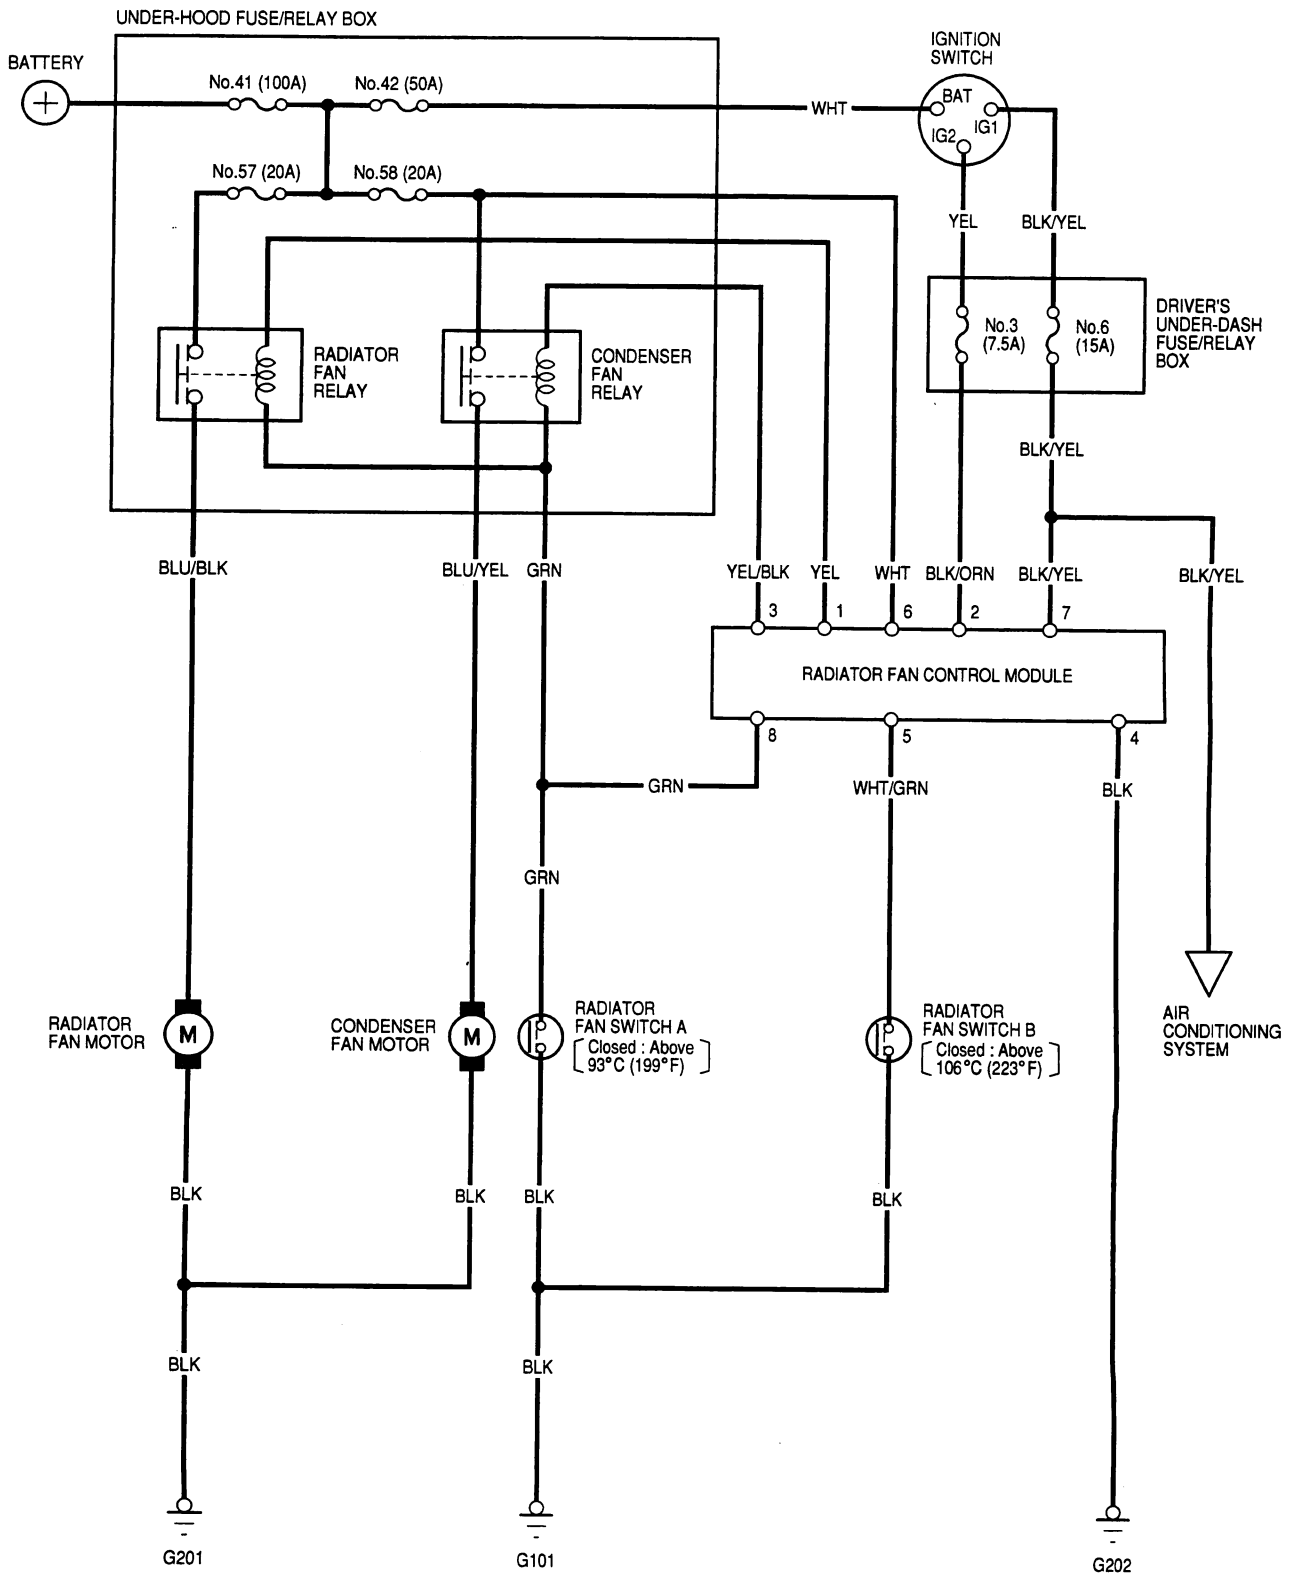 UNDER-HOOD FUSE/RELAY BOX
BATTERY
+
No.41 (100A)
No.42 (50A)
WHT
IGNITION
SWITCH
BAT
IG1
IG2
No.57 (20A)
No.58 (20A)
YEL
BLK/YEL
RADIATOR
FAN
RELAY
CONDENSER
FAN
RELAY
No.3
(7.5A)
No.6
(15A)
DRIVER'S
UNDER-DASH
FUSE/RELAY
BOX
BLK/YEL
BLU/BLK
BLU/YEL
GRN
YEL/BLK
YEL
WHT
BLK/ORN
BLK/YEL
BLK/YEL
3
1
6
2
7
RADIATOR FAN CONTROL MODULE
8
5
4
GRN
WHT/GRN
BLK
GRN
RADIATOR
FAN MOTOR
M
CONDENSER
FAN MOTOR
M
RADIATOR
FAN SWITCH A
[Closed : Above
93°C (199°F)]
RADIATOR
FAN SWITCH B
[Closed : Above
106°C (223°F)]
AIR
CONDITIONING
SYSTEM
BLK
BLK
BLK
BLK
BLK
BLK
G201
G101
G202